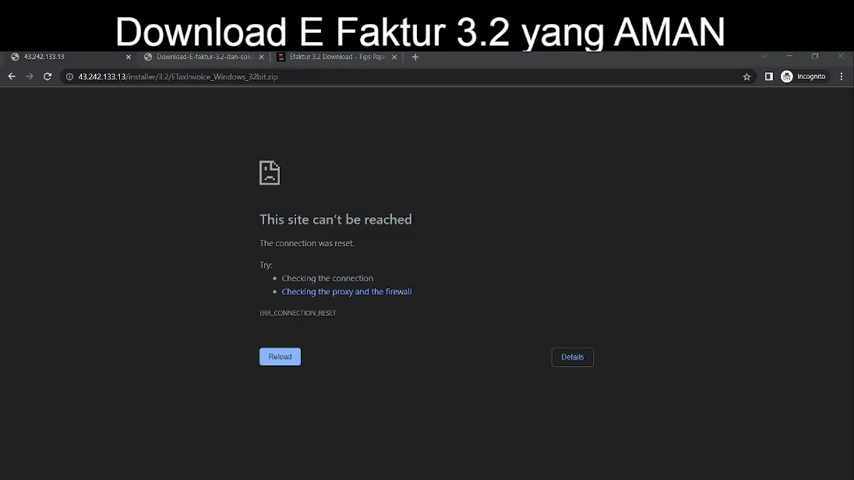 Download E Faktur 3.2 yang AMAN
43.242.133.13
Download-E-faktur-3.2-dan-solu
Efaktur 3.2 Download - Tips Paja
43.242.133.13/installer/3.2/ETaxInvoice_Windows_32bit.zip
Incognito
This site can't be reached
The connection was reset.
Try:
• Checking the connection
• Checking the proxy and the firewall
ERR_CONNECTION_RESET
Reload
Details